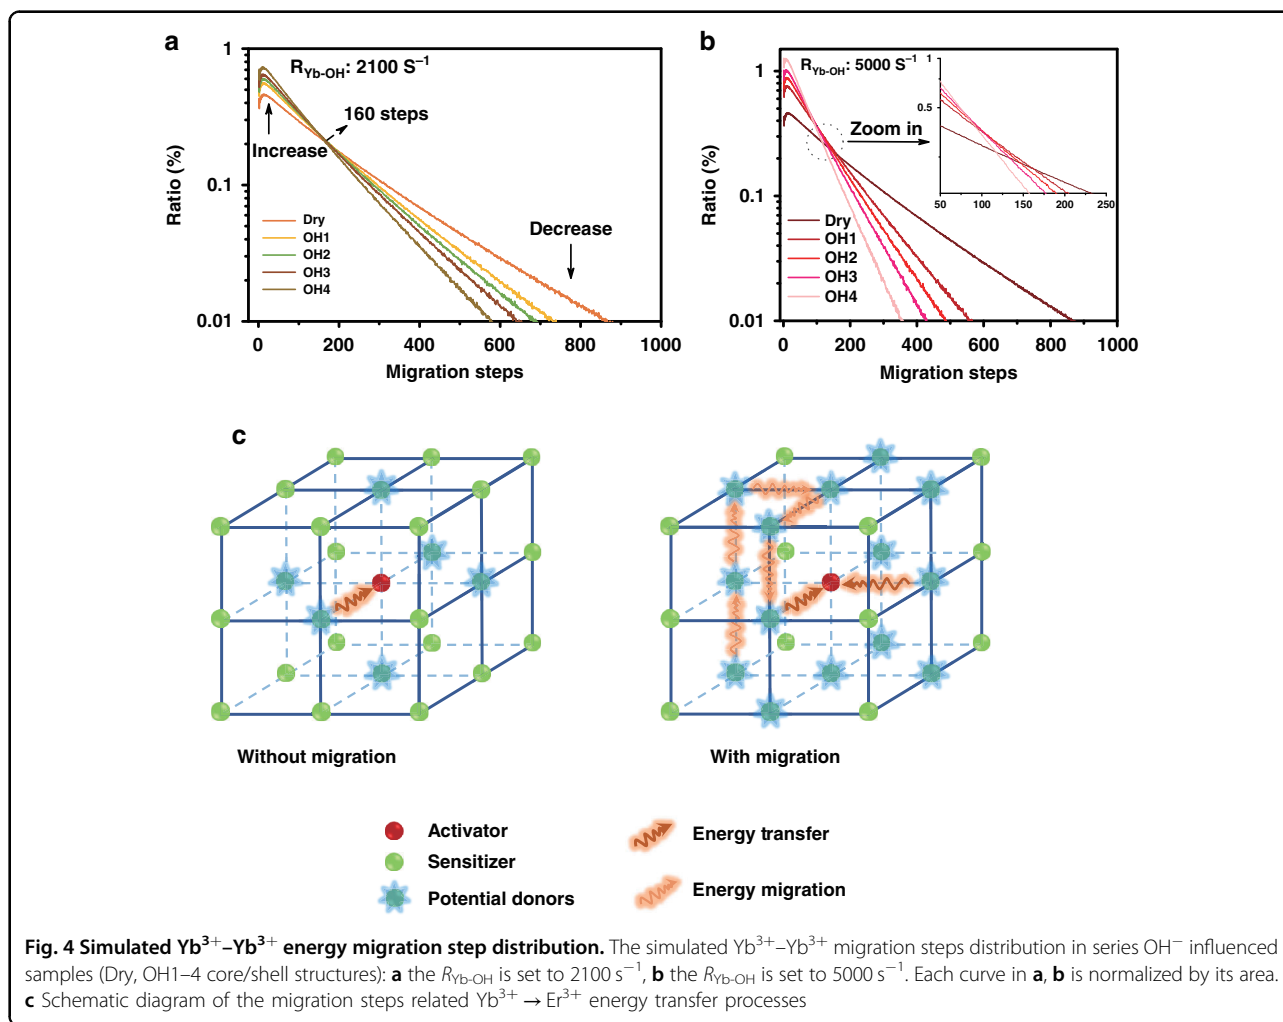 a
R_Yb-OH: 2100 S⁻¹
1
0.1
0.01
Ratio (%)
Increase
160 steps
Decrease
Dry
OH1
OH2
OH3
OH4
0 200 400 600 800 1000
Migration steps
b
R_Yb-OH: 5000 S⁻¹
1
0.1
0.01
Ratio (%)
Zoom in
1
0.5
50 100 150 200 250
Dry
OH1
OH2
OH3
OH4
0 200 400 600 800 1000
Migration steps
c
Without migration
With migration
Activator
Sensitizer
Potential donors
Energy transfer
Energy migration
Fig. 4 Simulated Yb³⁺–Yb³⁺ energy migration step distribution. The simulated Yb³⁺–Yb³⁺ migration steps distribution in series OH⁻ influenced
samples (Dry, OH1–4 core/shell structures): a the R_Yb-OH is set to 2100 s⁻¹, b the R_Yb-OH is set to 5000 s⁻¹. Each curve in a, b is normalized by its area.
c Schematic diagram of the migration steps related Yb³⁺ → Er³⁺ energy transfer processes